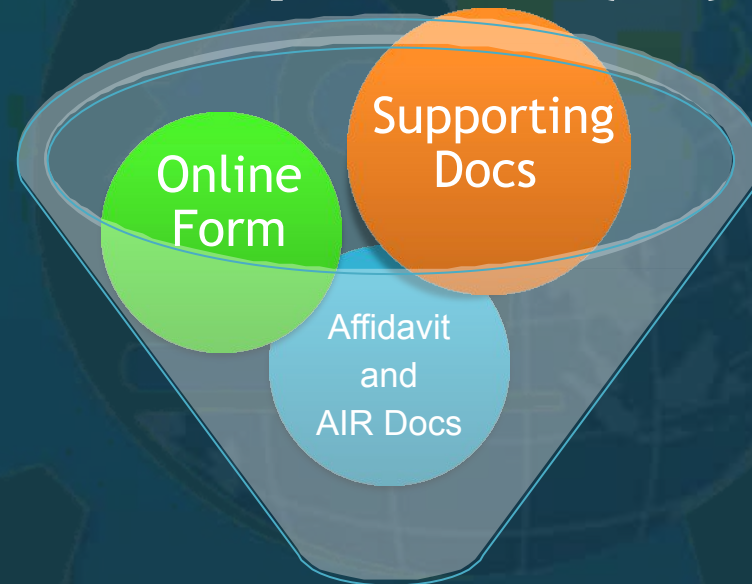 Online
Form
Supporting
Docs
Affidavit
and
AIR Docs